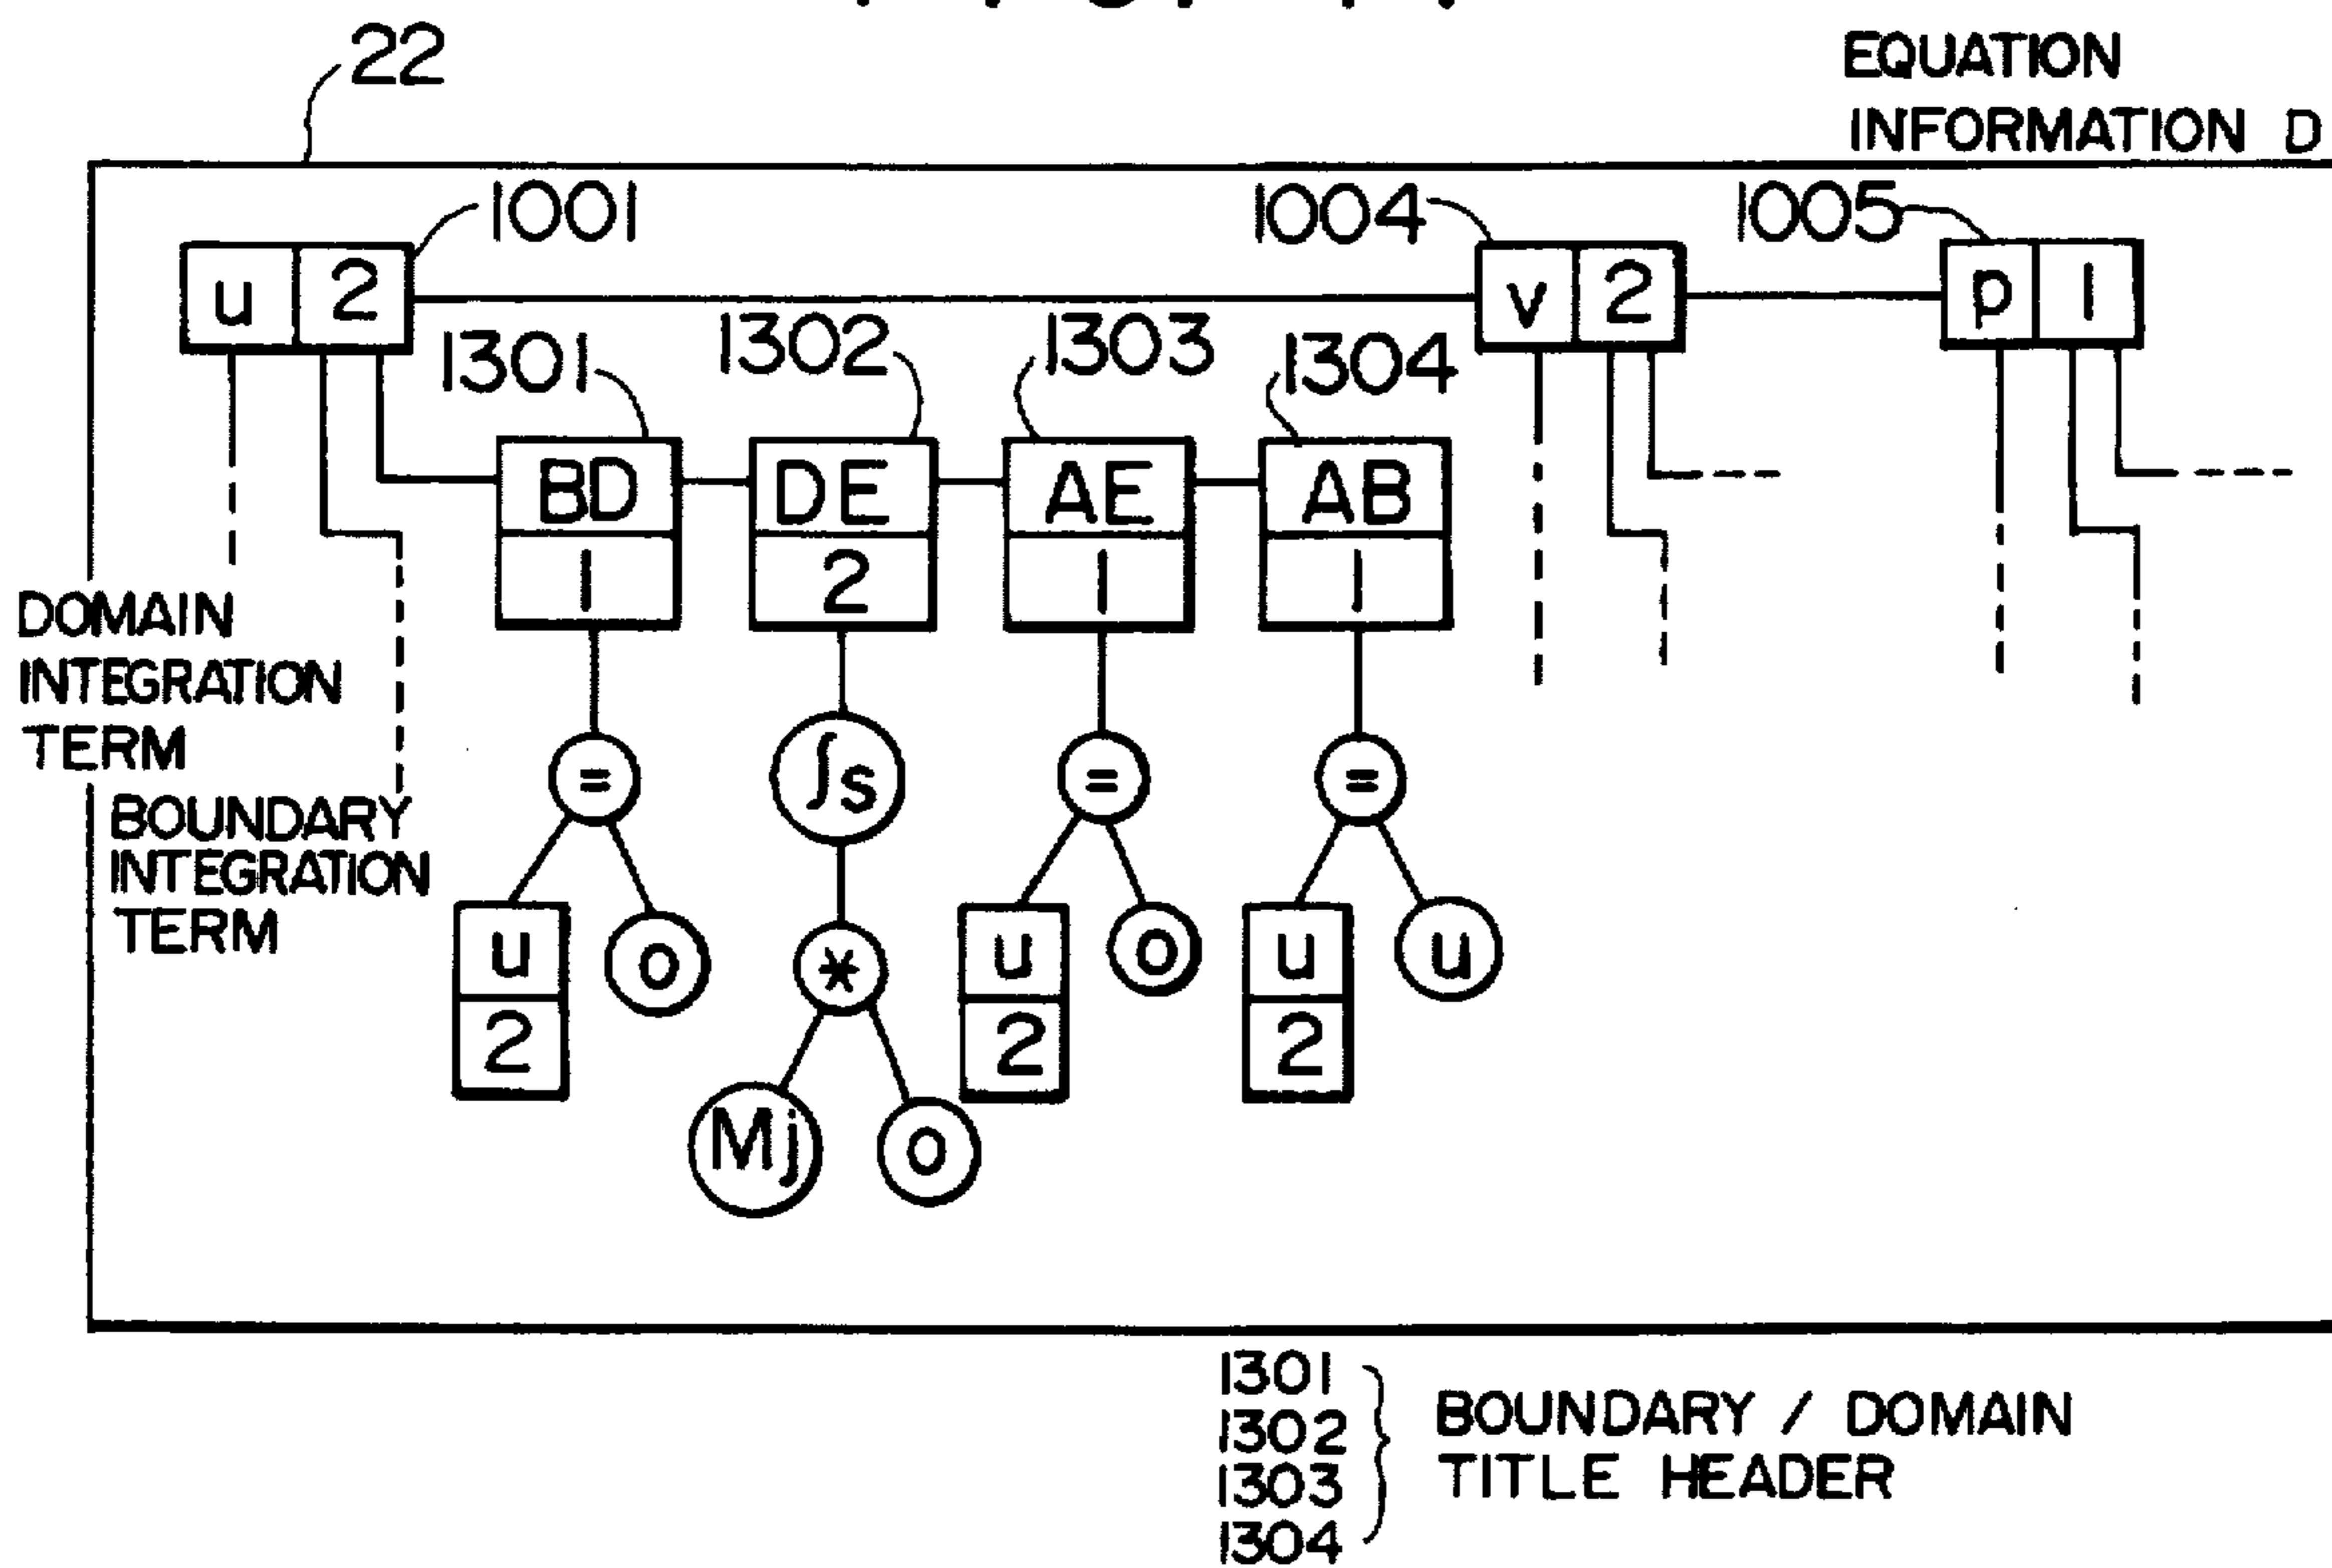 22
EQUATION
INFORMATION D
1001
1004
1005
u 2
v 2
p 1
1301
1302
1303
1304
BD
DE
AE
AB
1
2
1
1
DOMAIN
INTEGRATION
TERM
=
∫s
=
=
BOUNDARY
INTEGRATION
TERM
u
o
*
u
o
u
u
2
2
2
Mj
o
1301
1302
1303
1304
BOUNDARY / DOMAIN
TITLE HEADER